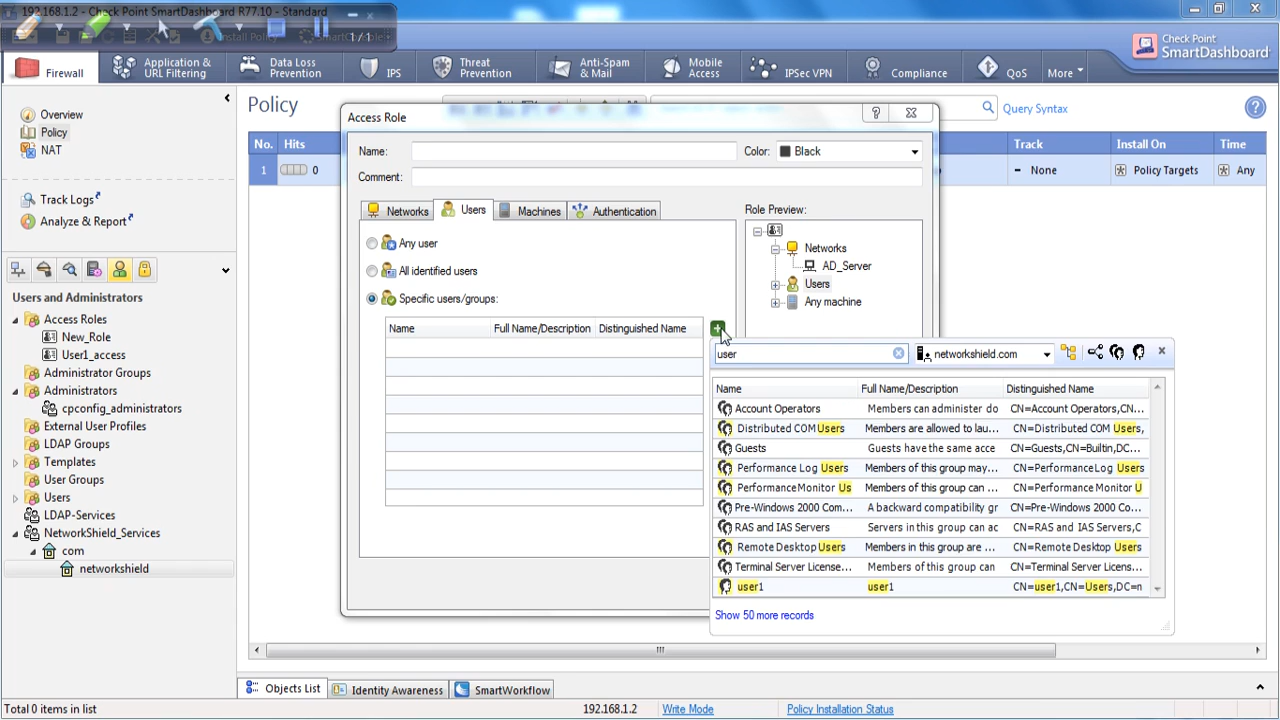 192.168.1.2 - Check Point SmartDashboard R77.10 - Standard
Install Policy
SmartConsole
1/1
Check Point
SmartDashboard
Firewall
Application &
URL Filtering
Data Loss
Prevention
IPS
Threat
Prevention
Anti-Spam
& Mail
Mobile
Access
IPSec VPN
Compliance
QoS
More
Overview
Policy
NAT
Track Logs
Analyze & Report
Users and Administrators
Access Roles
New_Role
User1_access
Administrator Groups
Administrators
cpconfig_administrators
External User Profiles
LDAP Groups
Templates
User Groups
Users
LDAP-Services
NetworkShield_Services
com
networkshield
Policy
Query Syntax
No. Hits Track Install On Time
1 0 None Policy Targets Any
Access Role
Name: Color: Black
Comment:
Networks Users Machines Authentication
Any user
All identified users
Specific users/groups:
Name Full Name/Description Distinguished Name
Role Preview:
Networks
AD_Server
Users
Any machine
user networkshield.com
Name Full Name/Description Distinguished Name
Account Operators Members can administer do CN=Account Operators,CN...
Distributed COM Users Members are allowed to lau... CN=Distributed COM Users,
Guests Guests have the same acce CN=Guests,CN=Builtin,DC...
Performance Log Users Members of this group may... CN=Performance Log Users
Performance Monitor Us Members of this group can ... CN=Performance Monitor U
Pre-Windows 2000 Com... A backward compatibility gr CN=Pre-Windows 2000 Co...
RAS and IAS Servers Servers in this group can ac CN=RAS and IAS Servers,C
Remote Desktop Users Members in this group are ... CN=Remote Desktop Users
Terminal Server License... Members of this group can CN=Terminal Server Licens...
user1 user1 CN=user1,CN=Users,DC=n
Show 50 more records
Objects List Identity Awareness SmartWorkflow
Total 0 items in list 192.168.1.2 Write Mode Policy Installation Status